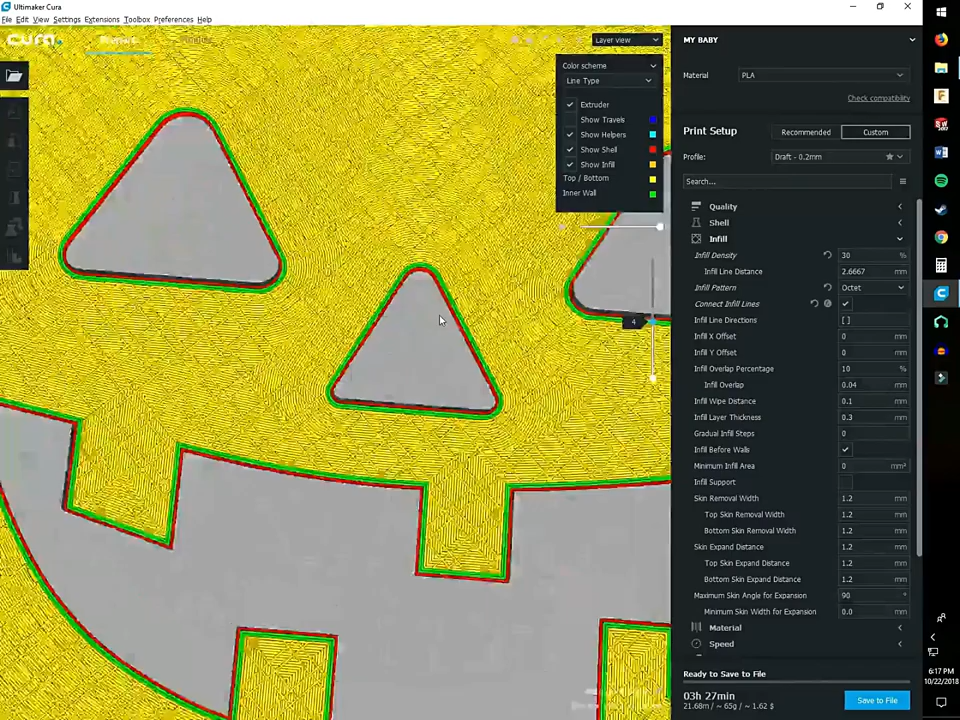 Ultimaker Cura
File Edit View Settings Extensions Toolbox Preferences Help
cura.
Layer view
MY BABY
Color scheme
Line Type
Material PLA
Check compatibility
Extruder
Show Travels
Show Helpers
Show Shell
Show Infill
Top / Bottom
Inner Wall
Print Setup Recommended Custom
Profile: Draft - 0.2mm
Search...
Quality
Shell
Infill
Infill Density 30 %
Infill Line Distance 2.6667 mm
Infill Pattern Octet
Connect Infill Lines
Infill Line Directions [ ]
Infill X Offset 0 mm
Infill Y Offset 0 mm
Infill Overlap Percentage 10 %
Infill Overlap 0.04 mm
Infill Wipe Distance 0.1 mm
Infill Layer Thickness 0.3 mm
Gradual Infill Steps 0
Infill Before Walls
Minimum Infill Area 0 mm²
Infill Support
Skin Removal Width 1.2 mm
Top Skin Removal Width 1.2 mm
Bottom Skin Removal Width 1.2 mm
Skin Expand Distance 1.2 mm
Top Skin Expand Distance 1.2 mm
Bottom Skin Expand Distance 1.2 mm
Maximum Skin Angle for Expansion 90 °
Minimum Skin Width for Expansion 0.0 mm
Material
Speed
4
Ready to Save to File
03h 27min
21.68m / ~ 65g / ~ 1.62 $
Save to File
6:17 PM
10/22/2018